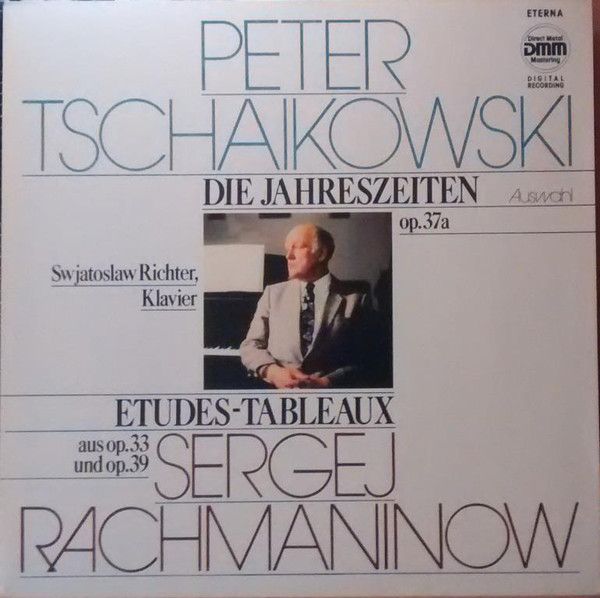 PETER
TSCHAIKOWSKI
ETERNA
Direct Metal
DMM
Mastering
DIGITAL
RECORDING
DIE JAHRESZEITEN
Auswahl
op.37a
Swjatoslaw Richter,
Klavier
ETUDES-TABLEAUX
aus op.33
und op.39
SERGEJ
RACHMANINOW